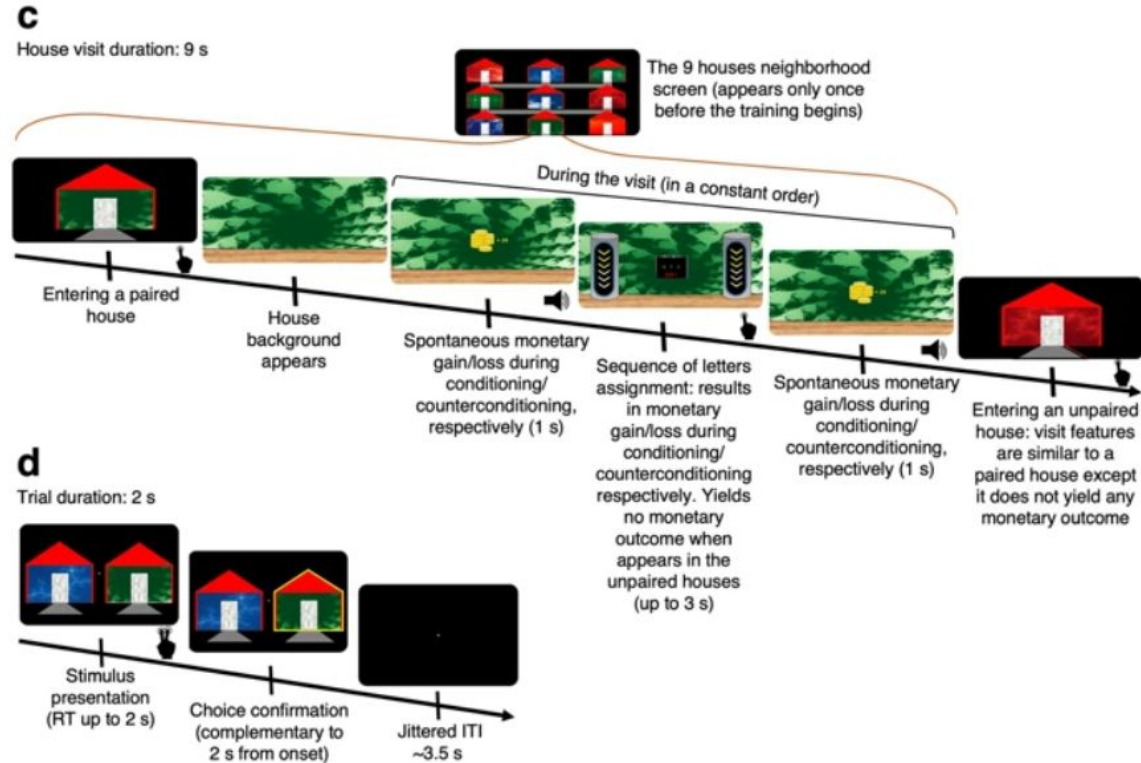 c
House visit duration: 9 s
The 9 houses neighborhood
screen (appears only once
before the training begins)
During the visit (in a constant order)
Entering a paired
house
House
background
appears
Spontaneous monetary
gain/loss during
conditioning/
counterconditioning,
respectively (1 s)
Sequence of letters
assignment: results
in monetary
gain/loss during
conditioning/
counterconditioning
respectively. Yields
no monetary
outcome when
appears in the
unpaired houses
(up to 3 s)
Spontaneous monetary
gain/loss during
conditioning/
counterconditioning,
respectively (1 s)
Entering an unpaired
house: visit features
are similar to a
paired house except
it does not yield any
monetary outcome
d
Trial duration: 2 s
Stimulus
presentation
(RT up to 2 s)
Choice confirmation
(complementary to
2 s from onset)
Jittered ITI
~3.5 s